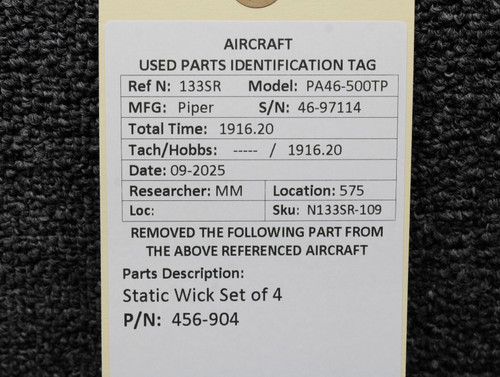 AIRCRAFT
USED PARTS IDENTIFICATION TAG
Ref N: 133SR Model: PA46-500TP
MFG: Piper S/N: 46-97114
Total Time: 1916.20
Tach/Hobbs: ----- / 1916.20
Date: 09-2025
Researcher: MM Location: 575
Loc: Sku: N133SR-109
REMOVED THE FOLLOWING PART FROM
THE ABOVE REFERENCED AIRCRAFT
Parts Description:
Static Wick Set of 4
P/N: 456-904